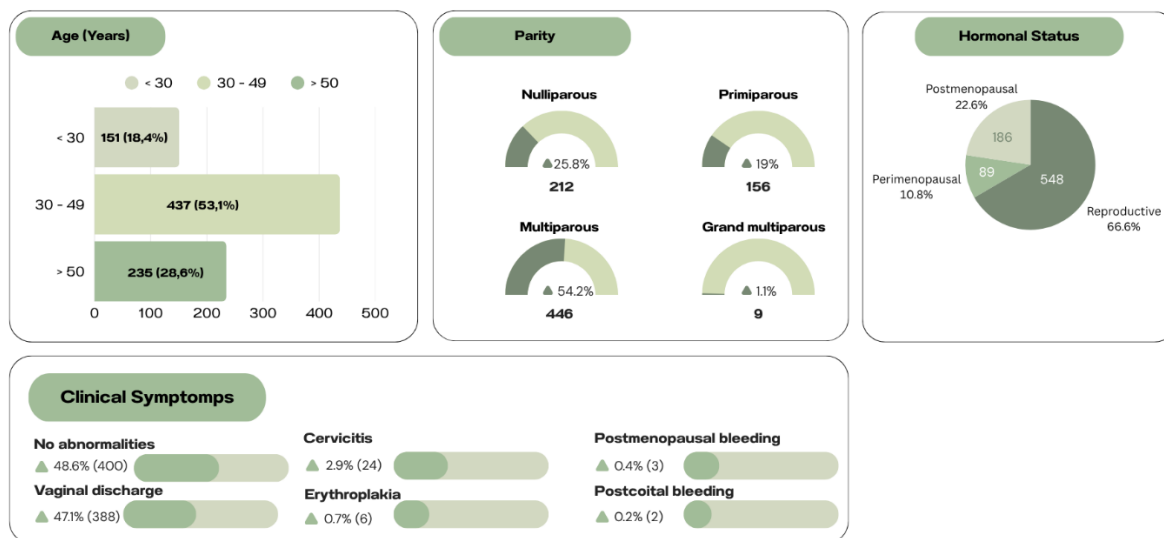 Age (Years)
< 30
30 - 49
> 50
< 30
151 (18,4%)
30 - 49
437 (53,1%)
> 50
235 (28,6%)
0 100 200 300 400 500
Parity
Nulliparous
25.8%
212
Primiparous
19%
156
Multiparous
54.2%
446
Grand multiparous
1.1%
9
Hormonal Status
Postmenopausal
22.6%
186
Perimenopausal
10.8%
89
548
Reproductive
66.6%
Clinical Symptomps
No abnormalities
48.6% (400)
Vaginal discharge
47.1% (388)
Cervicitis
2.9% (24)
Erythroplakia
0.7% (6)
Postmenopausal bleeding
0.4% (3)
Postcoital bleeding
0.2% (2)